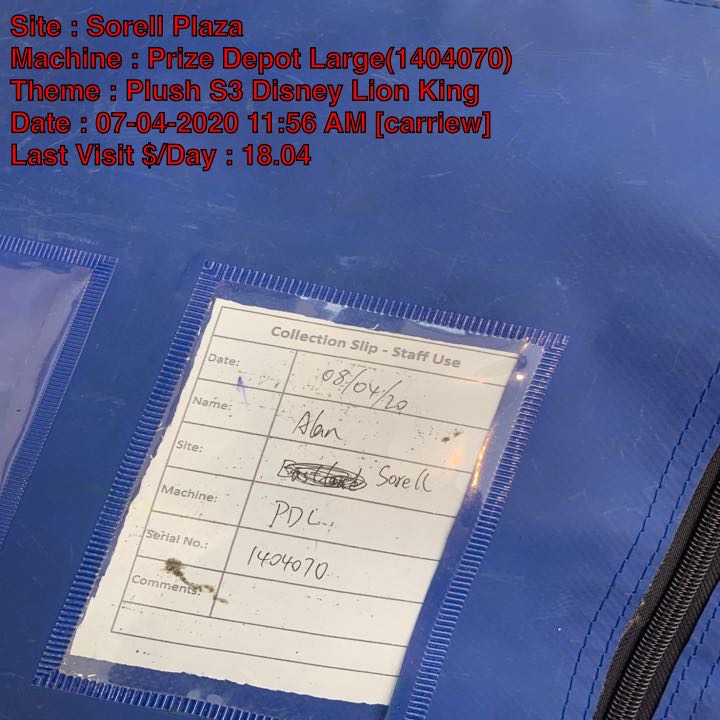 Site : Sorell Plaza
Machine : Prize Depot Large(1404070)
Theme : Plush S3 Disney Lion King
Date : 07-04-2020 11:56 AM [carriew]
Last Visit $/Day : 18.04
Collection Slip - Staff Use
Date: 08/04/20
Name: Alan
Site: Sorell
Machine: PDL
Serial No.: 1404070
Comments: